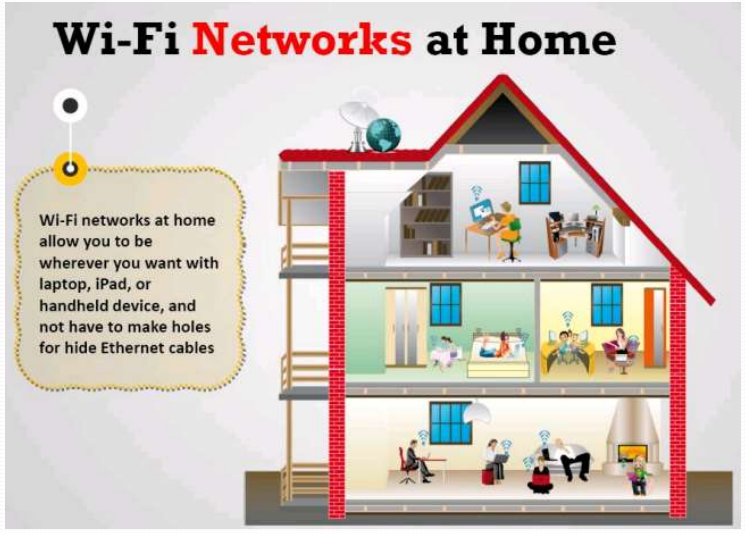 Wi-Fi Networks at Home
Wi-Fi networks at home
allow you to be
wherever you want with
laptop, iPad, or
handheld device, and
not have to make holes
for hide Ethernet cables